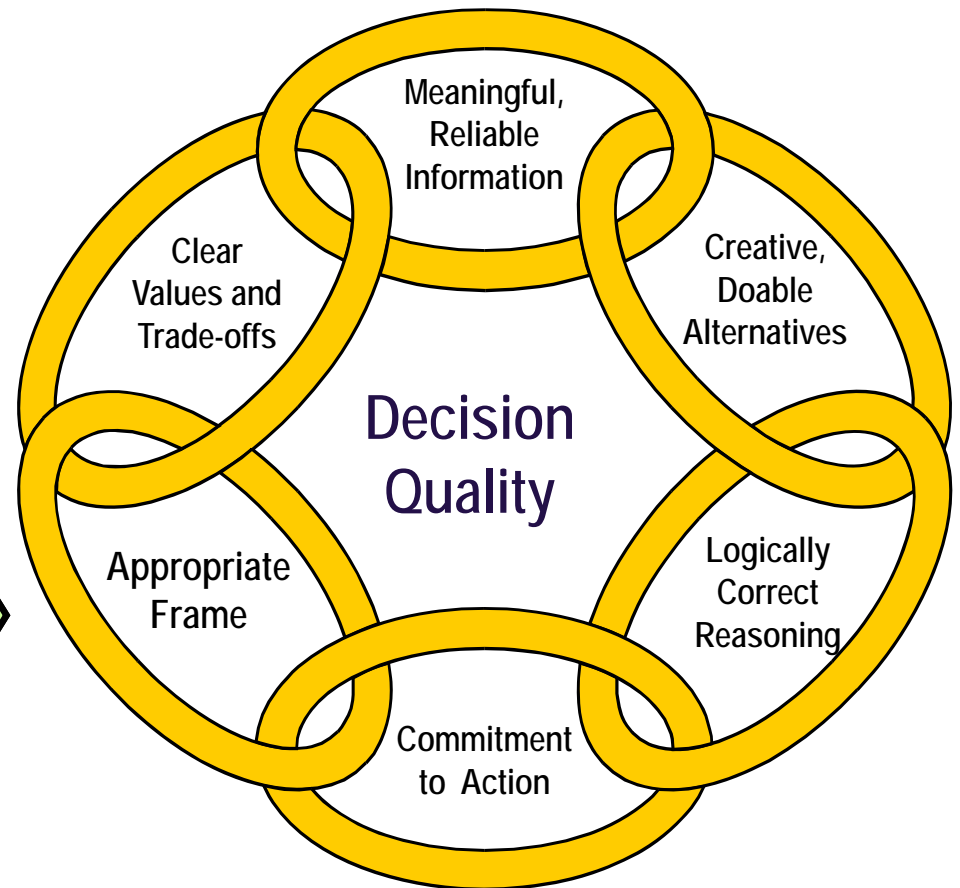 Meaningful,
Reliable
Information
Clear
Values and
Trade-offs
Creative,
Doable
Alternatives
Decision
Quality
Appropriate
Frame
Logically
Correct
Reasoning
Commitment
to Action